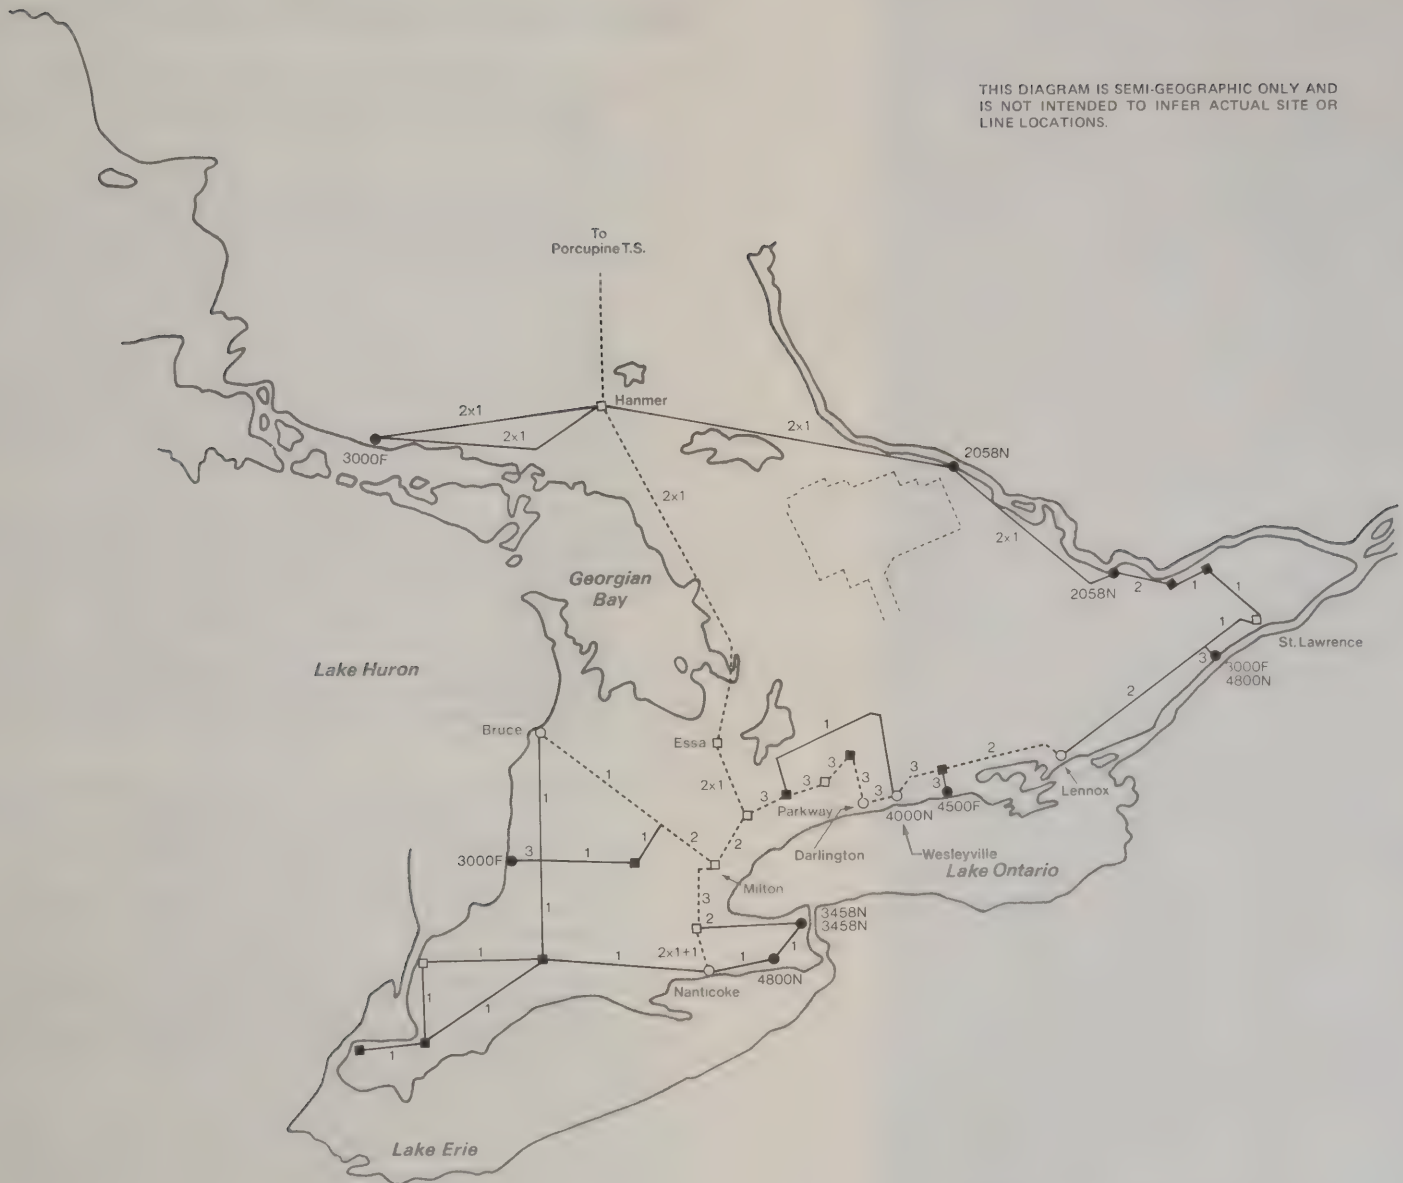 THIS DIAGRAM IS SEMI-GEOGRAPHIC ONLY AND
IS NOT INTENDED TO INFER ACTUAL SITE OR
LINE LOCATIONS.
To
Porcupine T.S.
Hanmer
2x1
2x1
2x1
3000F
2058N
2x1
2x1
Georgian
Bay
2058N
2
1
1
1
St. Lawrence
3
3000F
4800N
Lake Huron
2
Bruce
Essa
1
2
1
2x1
3
3
3
3
3
3
3
Lennox
1
Parkway
4000N
4500F
2
2
Darlington
Wesleyville
Lake Ontario
3000F
3
1
1
Milton
3
1
2
3458N
3458N
1
1
2x1+1
1
1
4800N
Nanticoke
1
1
1
Lake Erie